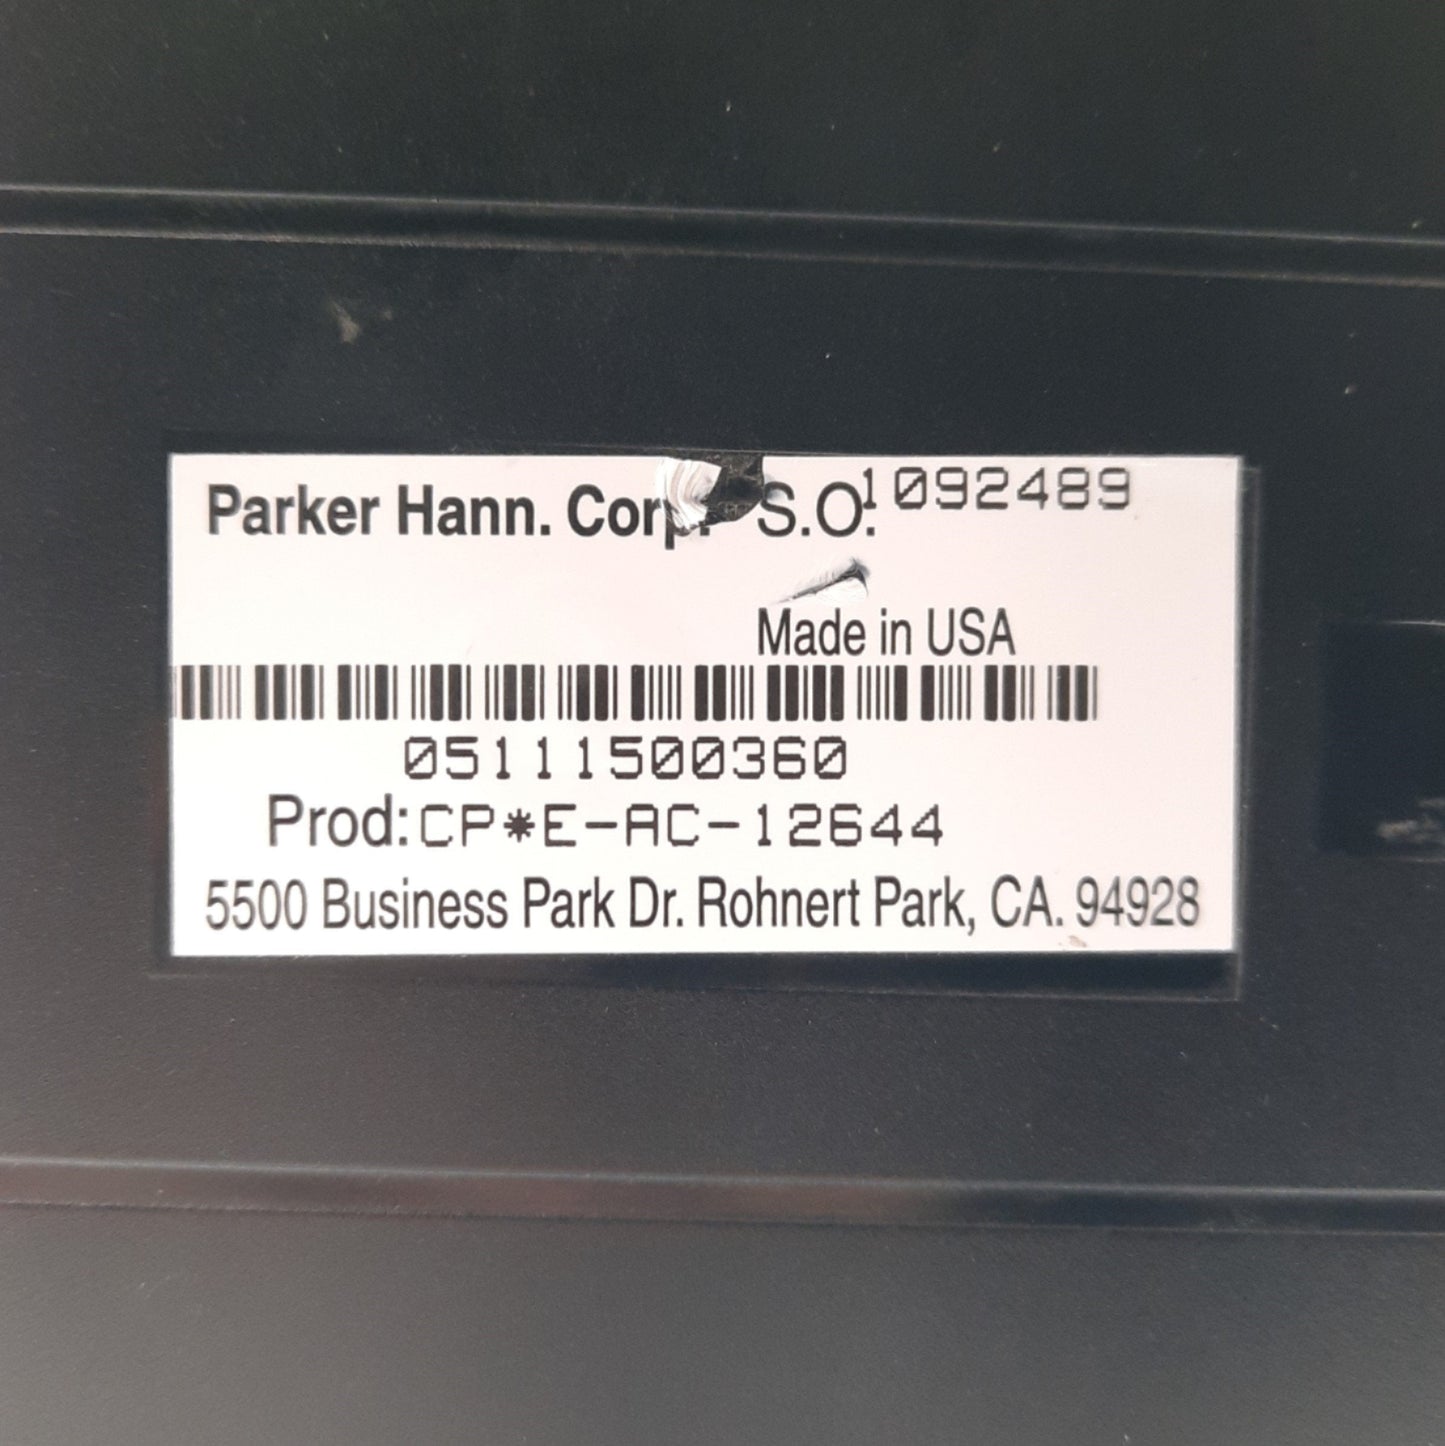 Parker Hann. Corp. S.O. 1092489
Made in USA
05111500360
Prod: CP*E-AC-12644
5500 Business Park Dr. Rohnert Park, CA. 94928